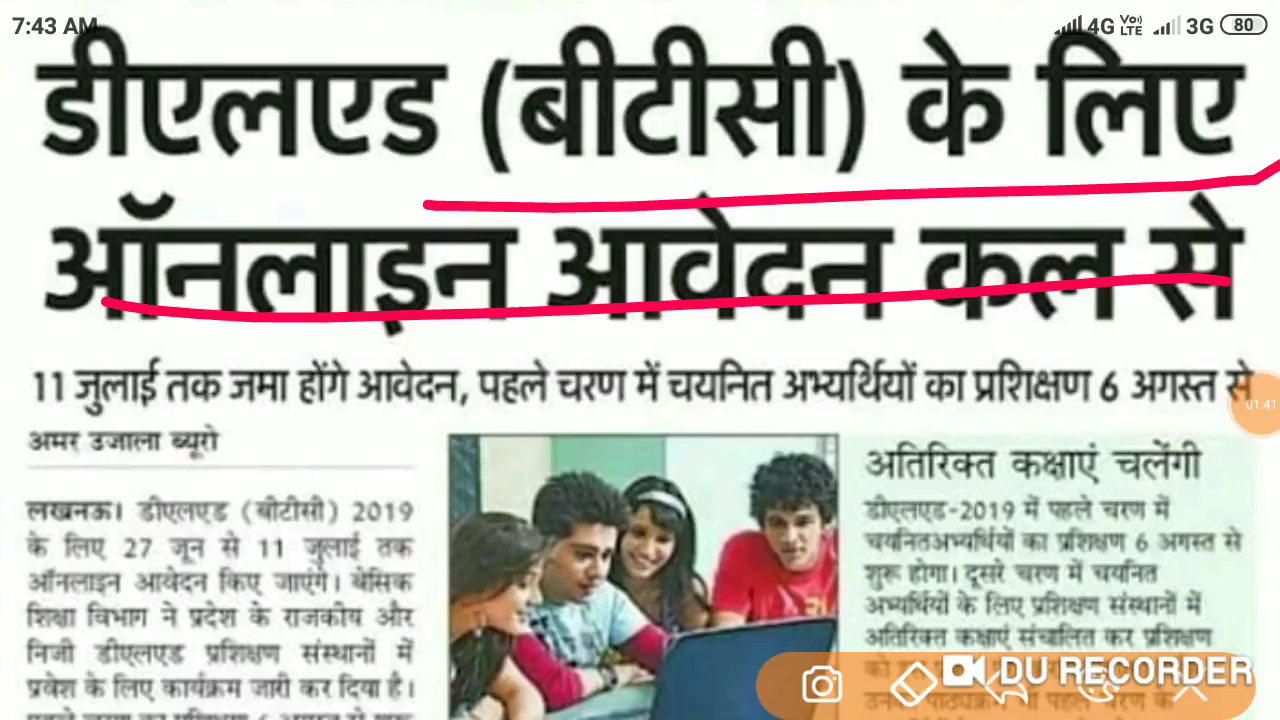 7:43 AM
4G VoLTE 3G 80
डीएलएड (बीटीसी) के लिए
ऑनलाइन आवेदन कल से
11 जुलाई तक जमा होंगे आवेदन, पहले चरण में चयनित अभ्यर्थियों का प्रशिक्षण 6 अगस्त से
01:41
अमर उजाला ब्यूरो
लखनऊ। डीएलएड (बीटीसी) 2019
के लिए 27 जून से 11 जुलाई तक
ऑनलाइन आवेदन किए जाएंगे। बेसिक
शिक्षा विभाग ने प्रदेश के राजकीय और
निजी डीएलएड प्रशिक्षण संस्थानों में
प्रवेश के लिए कार्यक्रम जारी कर दिया है।
अतिरिक्त कक्षाएं चलेंगी
डीएलएड-2019 में पहले चरण में
चयनितअभ्यर्थियों का प्रशिक्षण 6 अगस्त से
शुरू होगा। दूसरे चरण में चयनित
अभ्यर्थियों के लिए प्रशिक्षण संस्थानों में
अतिरिक्त कक्षाएं संचालित कर प्रशिक्षण
को
DU RECORDER